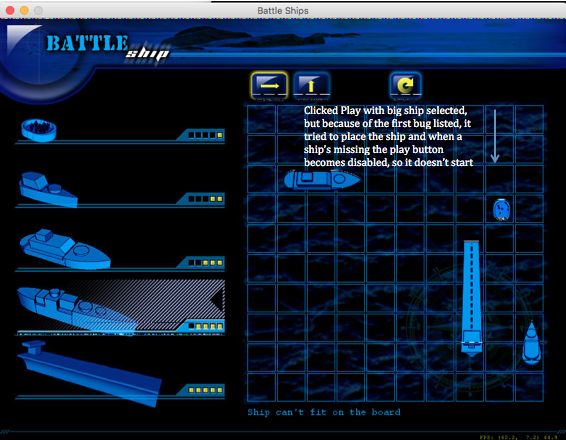 Battle Ships
BATTLE
ship
Clicked Play with big ship selected,
but because of the first bug listed, it
tried to place the ship and when a
ship's missing the play button
becomes disabled, so it doesn't start
Ship can't fit on the board